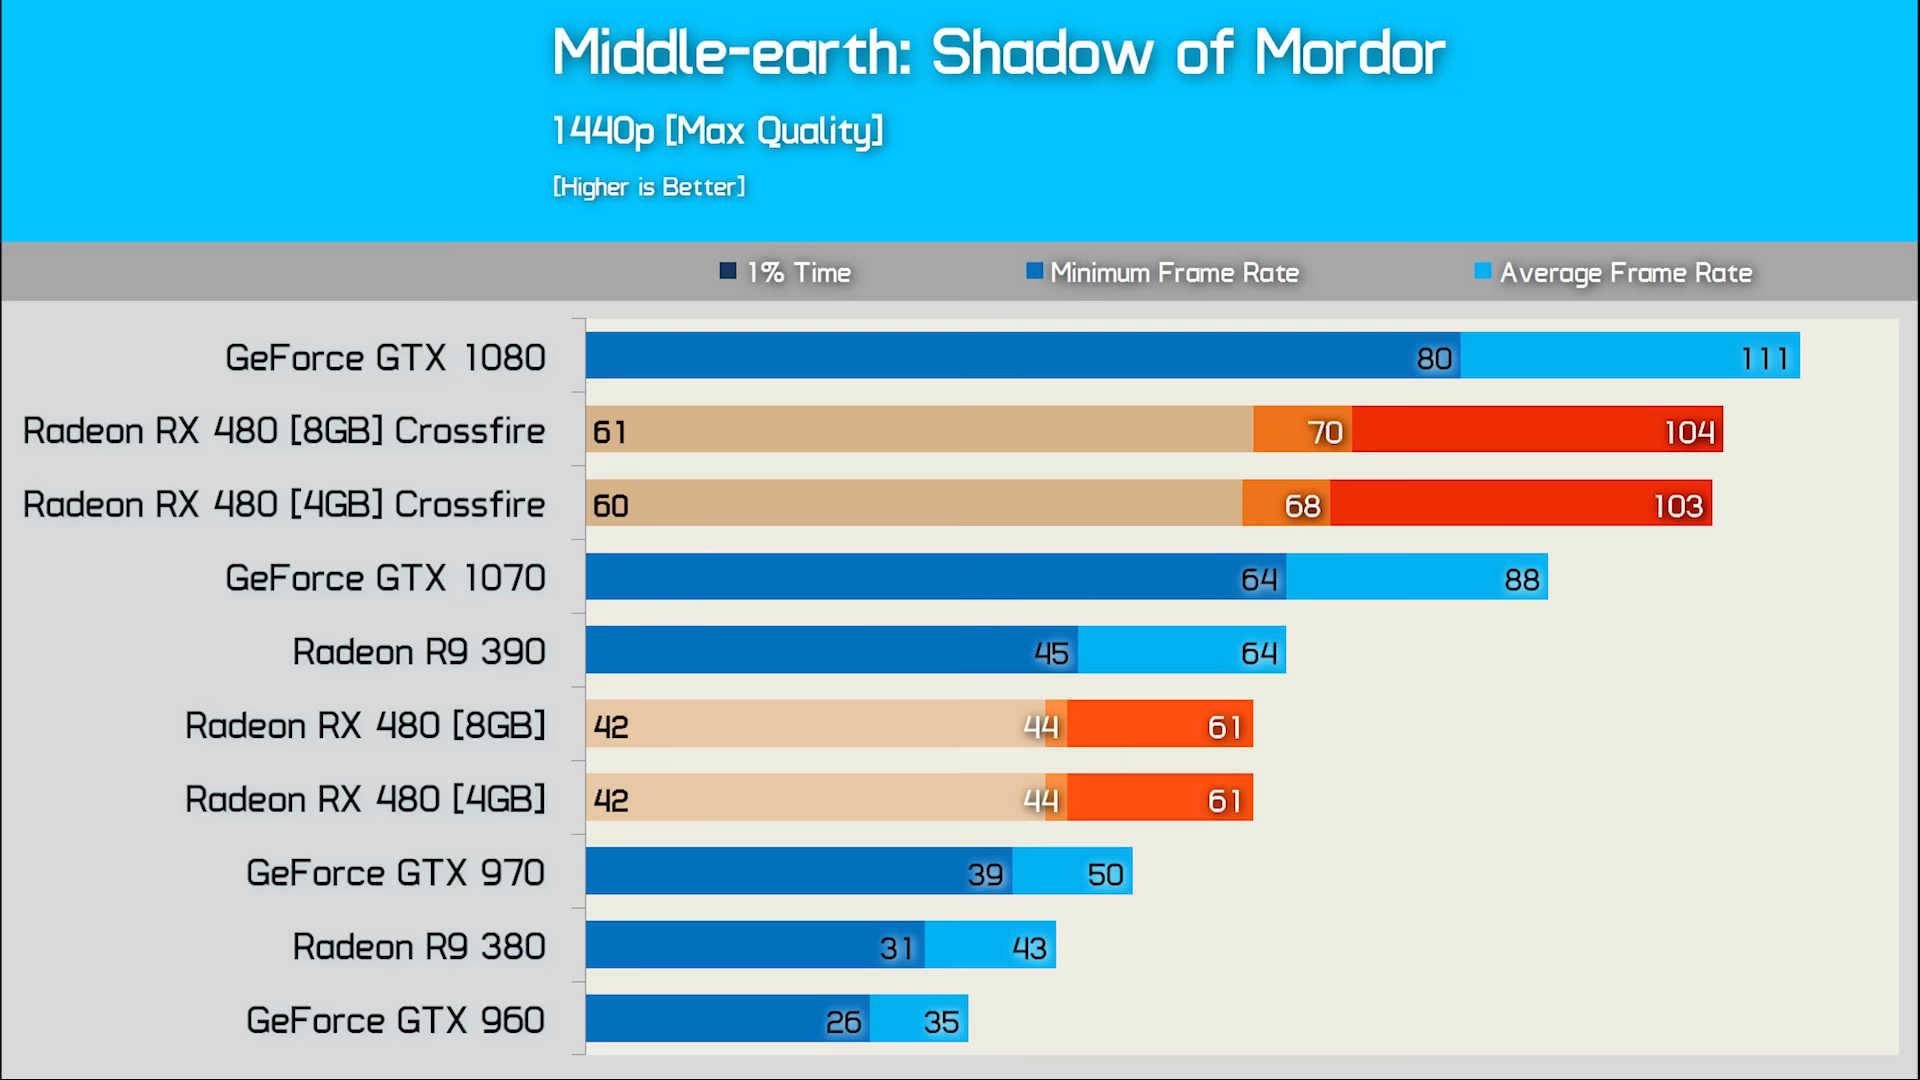 Middle-earth: Shadow of Mordor
1440p [Max Quality]
[Higher is Better]
1% Time Minimum Frame Rate Average Frame Rate
GeForce GTX 1080 80 111
Radeon RX 480 [8GB] Crossfire 61 70 104
Radeon RX 480 [4GB] Crossfire 60 68 103
GeForce GTX 1070 64 88
Radeon R9 390 45 64
Radeon RX 480 [8GB] 42 44 61
Radeon RX 480 [4GB] 42 44 61
GeForce GTX 970 39 50
Radeon R9 380 31 43
GeForce GTX 960 26 35